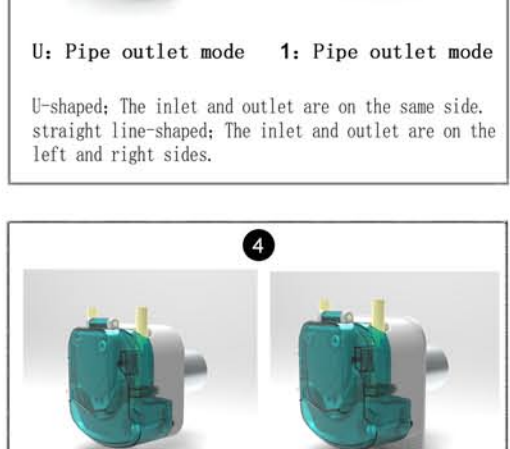 U: Pipe outlet mode 1: Pipe outlet mode
U-shaped; The inlet and outlet are on the same side.
straight line-shaped; The inlet and outlet are on the
left and right sides.
4